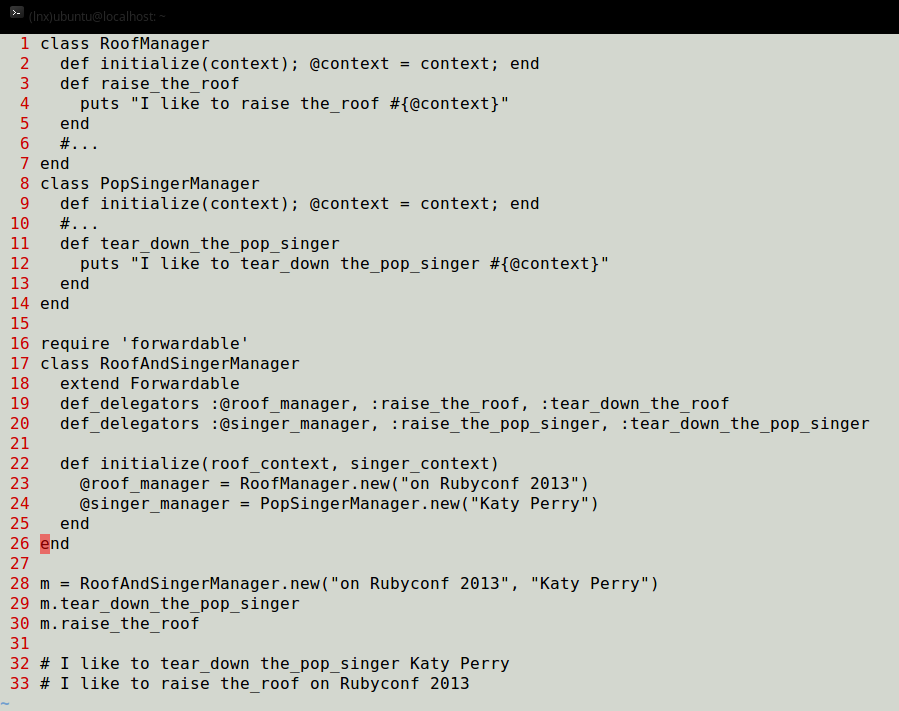 (lnx)ubuntu@localhost: ~
1 class RoofManager
2   def initialize(context); @context = context; end
3   def raise_the_roof
4     puts "I like to raise the_roof #{@context}"
5   end
6   #...
7 end
8 class PopSingerManager
9   def initialize(context); @context = context; end
10   #...
11   def tear_down_the_pop_singer
12     puts "I like to tear_down the_pop_singer #{@context}"
13   end
14 end
15
16 require 'forwardable'
17 class RoofAndSingerManager
18   extend Forwardable
19   def_delegators :@roof_manager, :raise_the_roof, :tear_down_the_roof
20   def_delegators :@singer_manager, :raise_the_pop_singer, :tear_down_the_pop_singer
21
22   def initialize(roof_context, singer_context)
23     @roof_manager = RoofManager.new("on Rubyconf 2013")
24     @singer_manager = PopSingerManager.new("Katy Perry")
25   end
26 end
27
28 m = RoofAndSingerManager.new("on Rubyconf 2013", "Katy Perry")
29 m.tear_down_the_pop_singer
30 m.raise_the_roof
31
32 # I like to tear_down the_pop_singer Katy Perry
33 # I like to raise the_roof on Rubyconf 2013
~